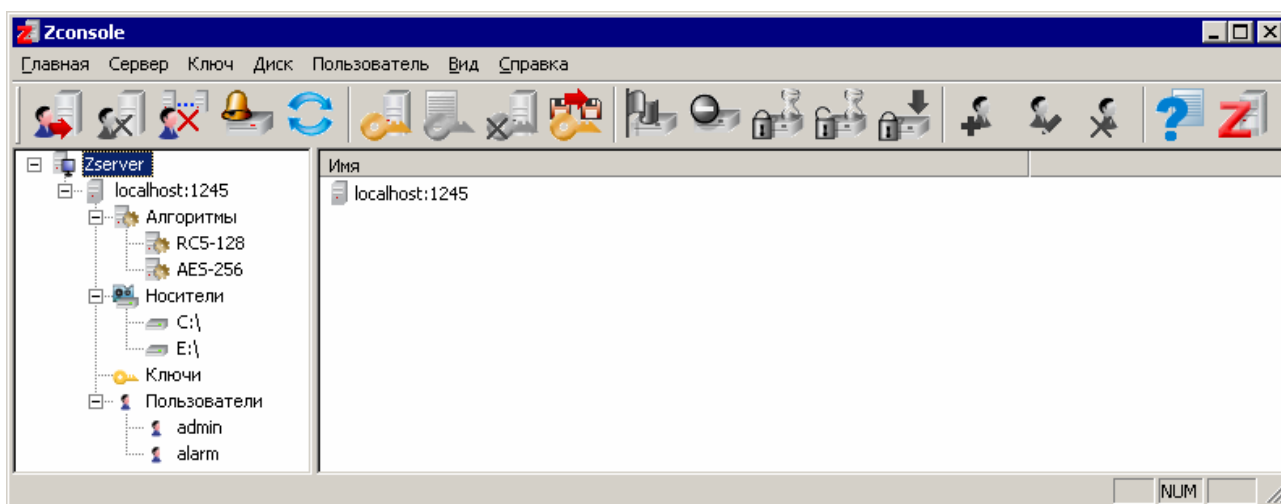 Zconsole
Главная Сервер Ключ Диск Пользователь Вид Справка
Zserver
localhost:1245
Алгоритмы
RC5-128
AES-256
Носители
C:\
E:\
Ключи
Пользователи
admin
alarm
Имя
localhost:1245
NUM